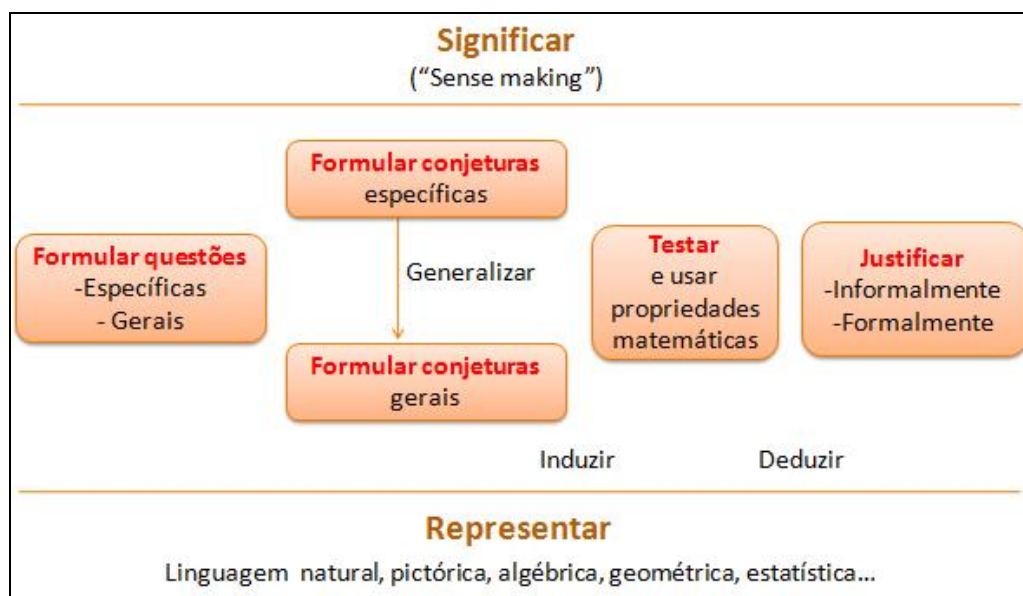 Significar
(“Sense making”)
Formular questões
-Específicas
- Gerais
Formular conjeturas
específicas
Generalizar
Formular conjeturas
gerais
Testar
e usar
propriedades
matemáticas
Justificar
-Informalmente
-Formalmente
Induzir
Deduzir
Representar
Linguagem natural, pictórica, algébrica, geométrica, estatística...